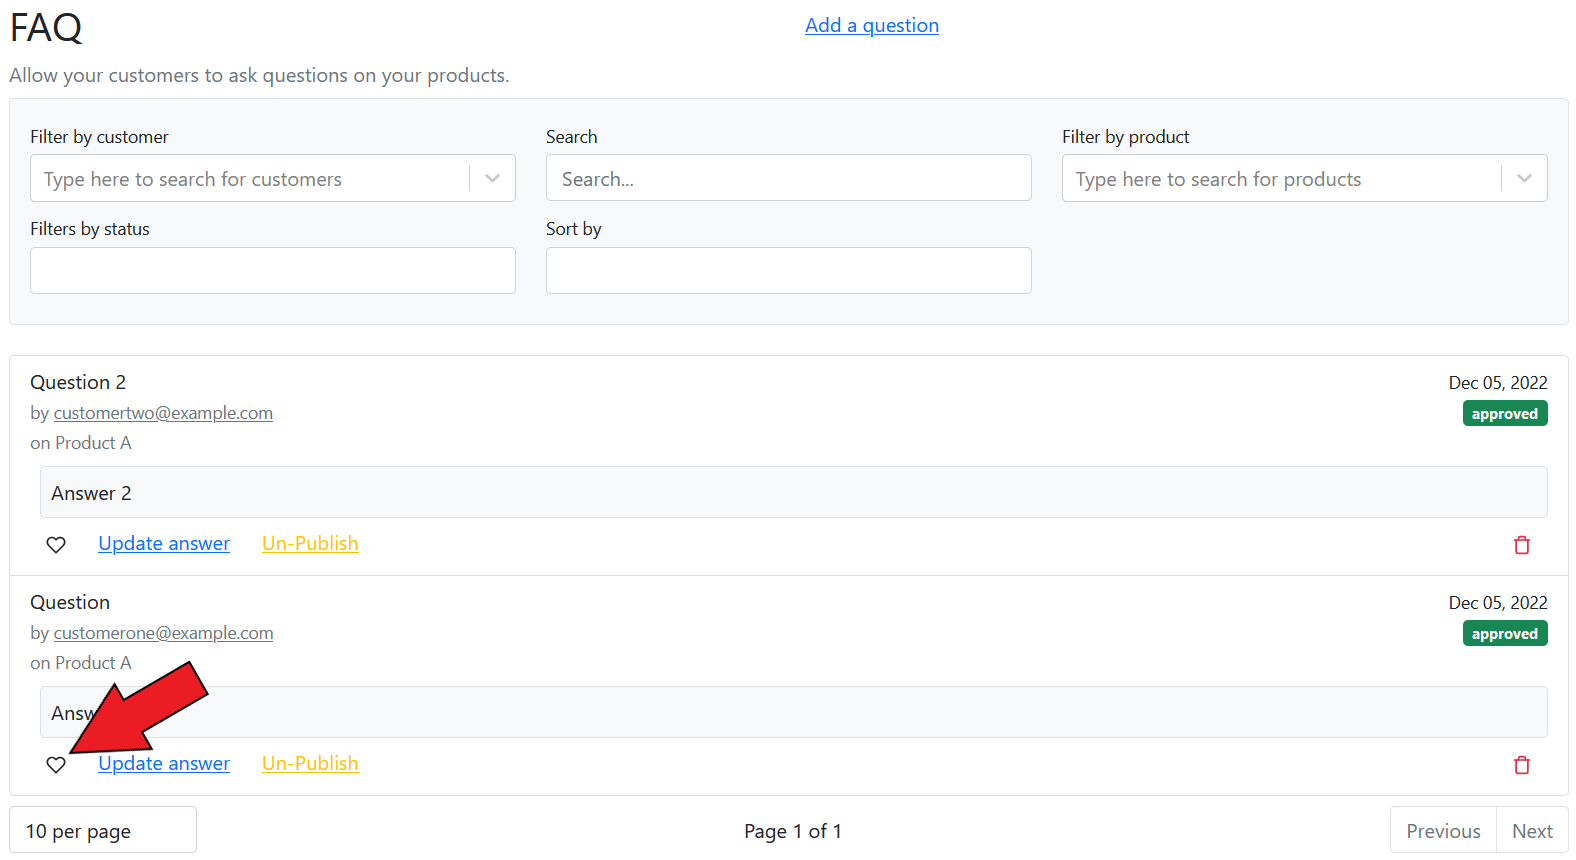 FAQ
Add a question
Allow your customers to ask questions on your products.
Filter by customer
Search
Filter by product
Type here to search for customers
Search...
Type here to search for products
Filters by status
Sort by
Question 2
Dec 05, 2022
by customertwo@example.com
approved
on Product A
Answer 2
Update answer
Un-Publish
Question
Dec 05, 2022
by customerone@example.com
approved
on Product A
Update answer
Un-Publish
10 per page
Page 1 of 1
Previous
Next